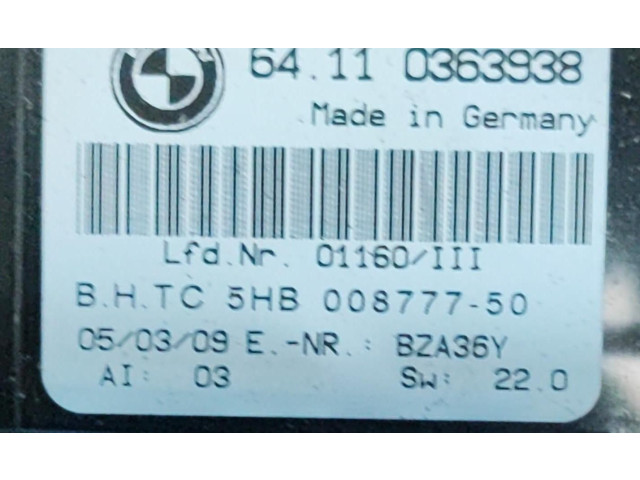 64.11 0363938
Made in Germany
Lfd.Nr. 01160/III
B.H.TC 5HB 008777-50
05/03/09 E.-NR.: BZA36Y
AI: 03 SW: 22.0